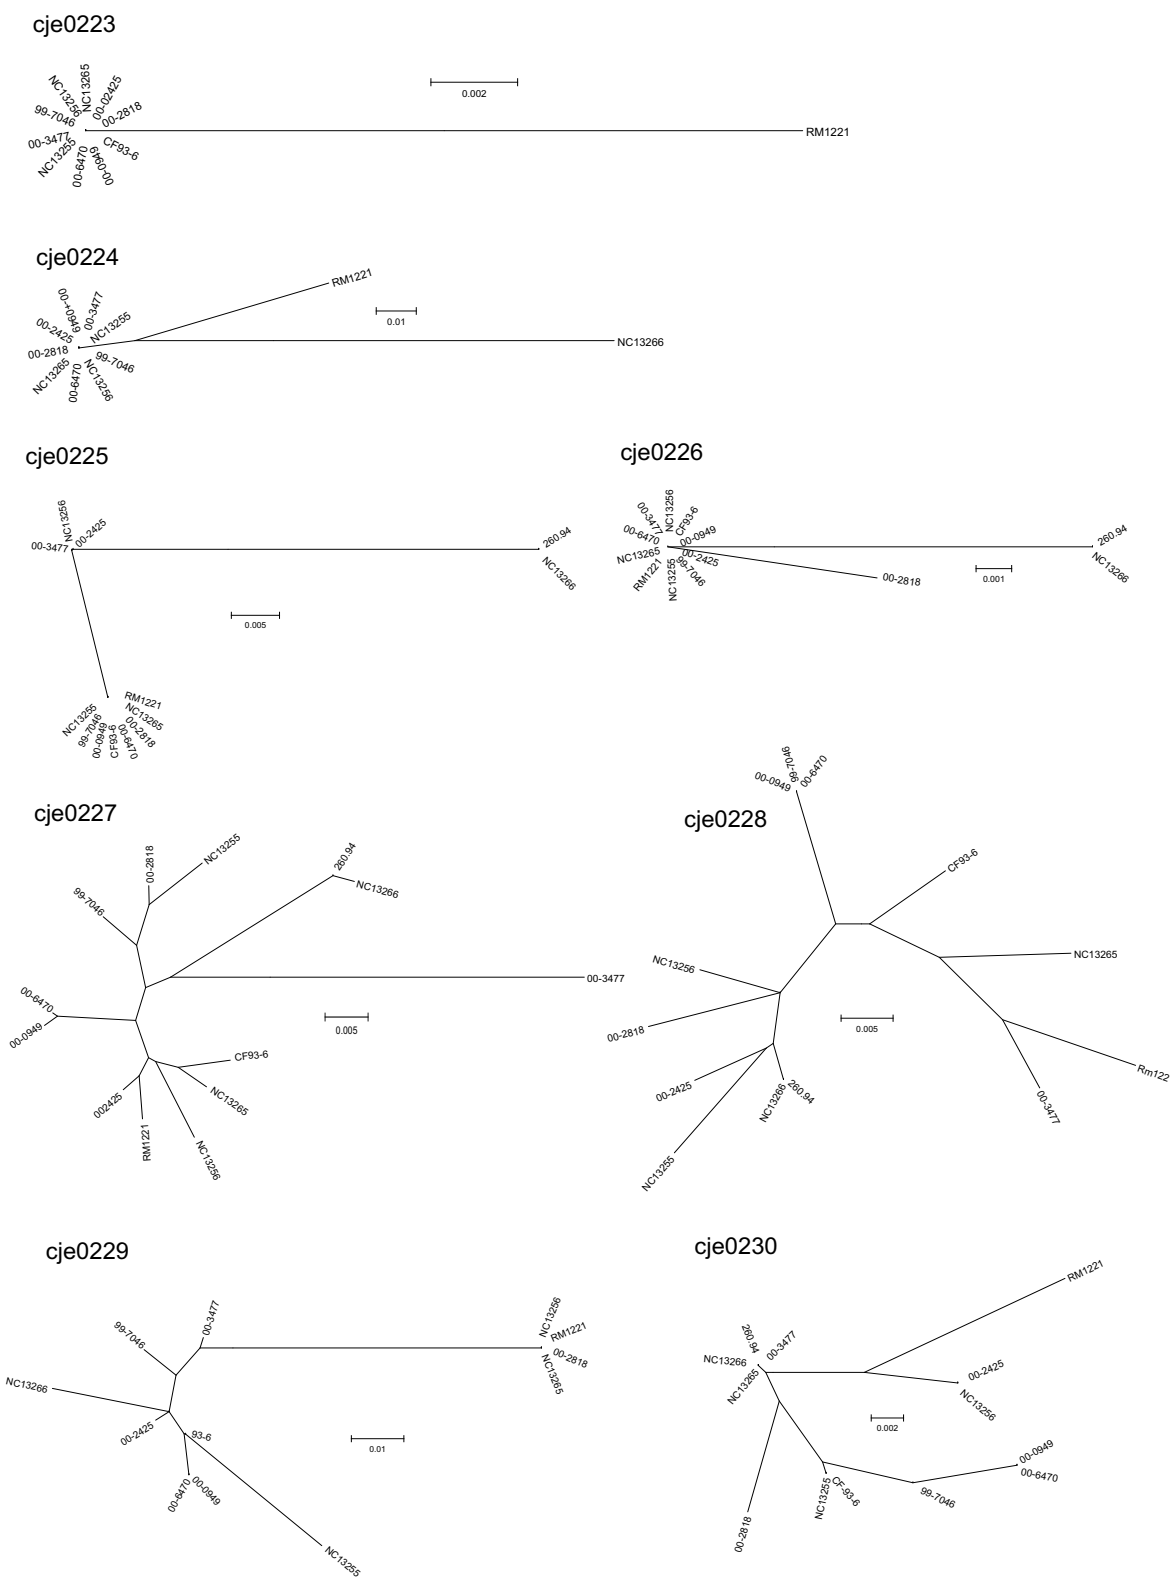 cje0223
NC13265
NC13256
00-02425
00-2818
99-7046
0.002
RM1221
00-3477
CF93-6
NC13255
00-6470
00-0949
cje0224
RM1221
00-+0949
00-3477
0.01
00-2425
NC13255
NC13266
00-2818
99-7046
NC13265
NC13256
00-6470
cje0225
NC13256
00-2425
00-3477
260.94
NC13266
0.005
RM1221
NC13265
NC13255
00-2818
99-7046
00-6470
00-0949
CF93-6
cje0226
NC13256
00-3477
CF93-6
00-6470
00-0949
260.94
NC13265
00-2425
NC13266
RM1221
99-7046
NC13255
00-2818
0.001
cje0227
NC13255
00-2818
260.94
NC13266
99-7046
00-3477
00-6470
0.005
00-0949
CF93-6
002425
NC13265
RM1221
NC13256
cje0228
99-7046
00-0949
00-6470
CF93-6
NC13265
NC13256
0.005
00-2818
Rm122
00-2425
260.94
NC13266
00-3477
NC13255
cje0229
00-3477
NC13256
RM1221
99-7046
00-2818
NC13265
NC13266
00-2425
93-6
0.01
00-0949
00-6470
NC13255
cje0230
RM1221
260.94
00-3477
NC13266
NC13265
00-2425
NC13256
0.002
00-0949
00-6470
CF-93-6
99-7046
NC13255
00-2818